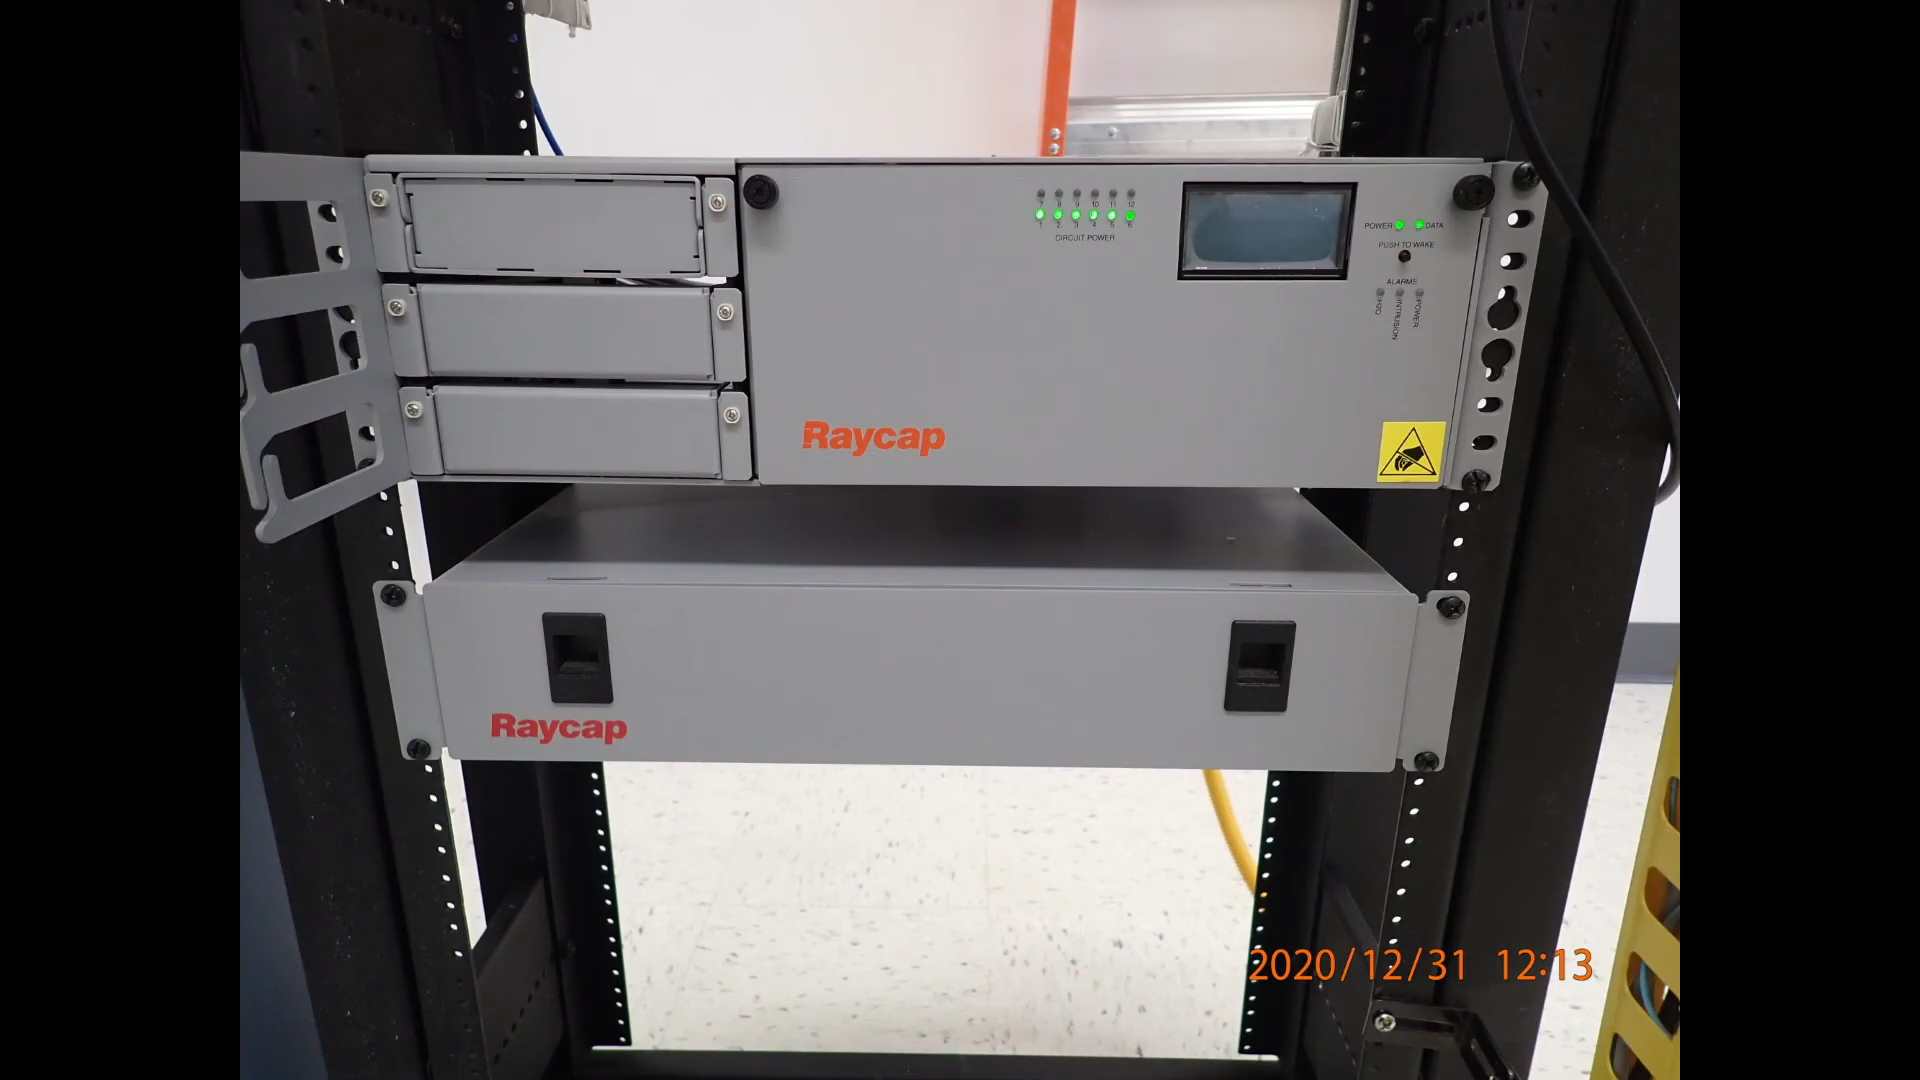 7 8 9 10 11 12
1 2 3 4 5 6
CIRCUIT POWER
POWER DATA
PUSH TO WAKE
ALARMS
H2O
INTRUSION
POWER
Raycap
Raycap
2020/12/31 12:13